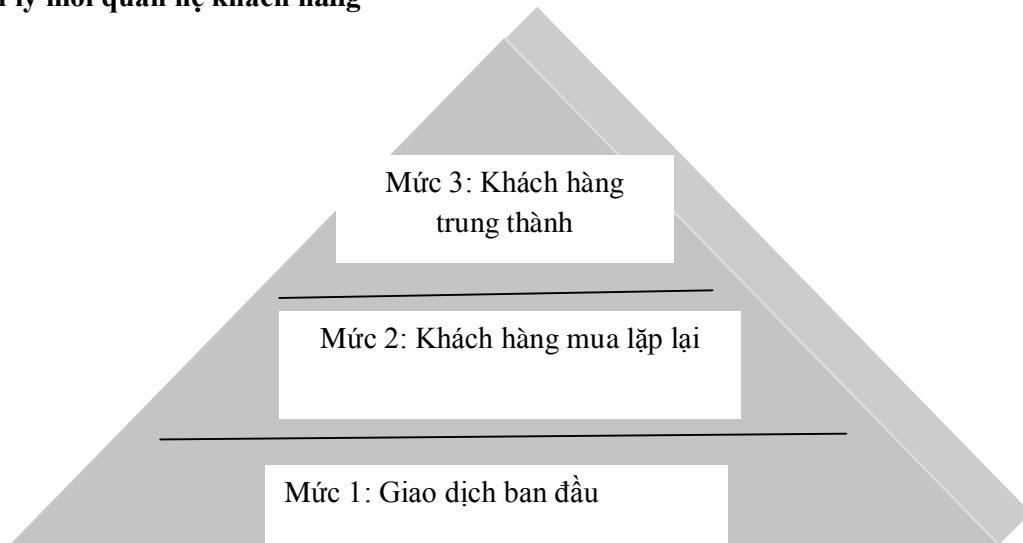 lý mối quan hệ khách hàng
Mức 3: Khách hàng
trung thành
Mức 2: Khách hàng mua lặp lại
Mức 1: Giao dịch ban đầu